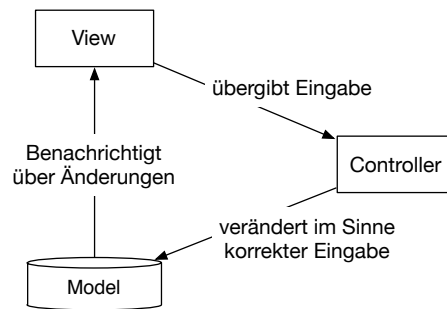 View
übergibt Eingabe
Benachrichtigt
über Änderungen
Controller
verändert im Sinne
korrekter Eingabe
Model